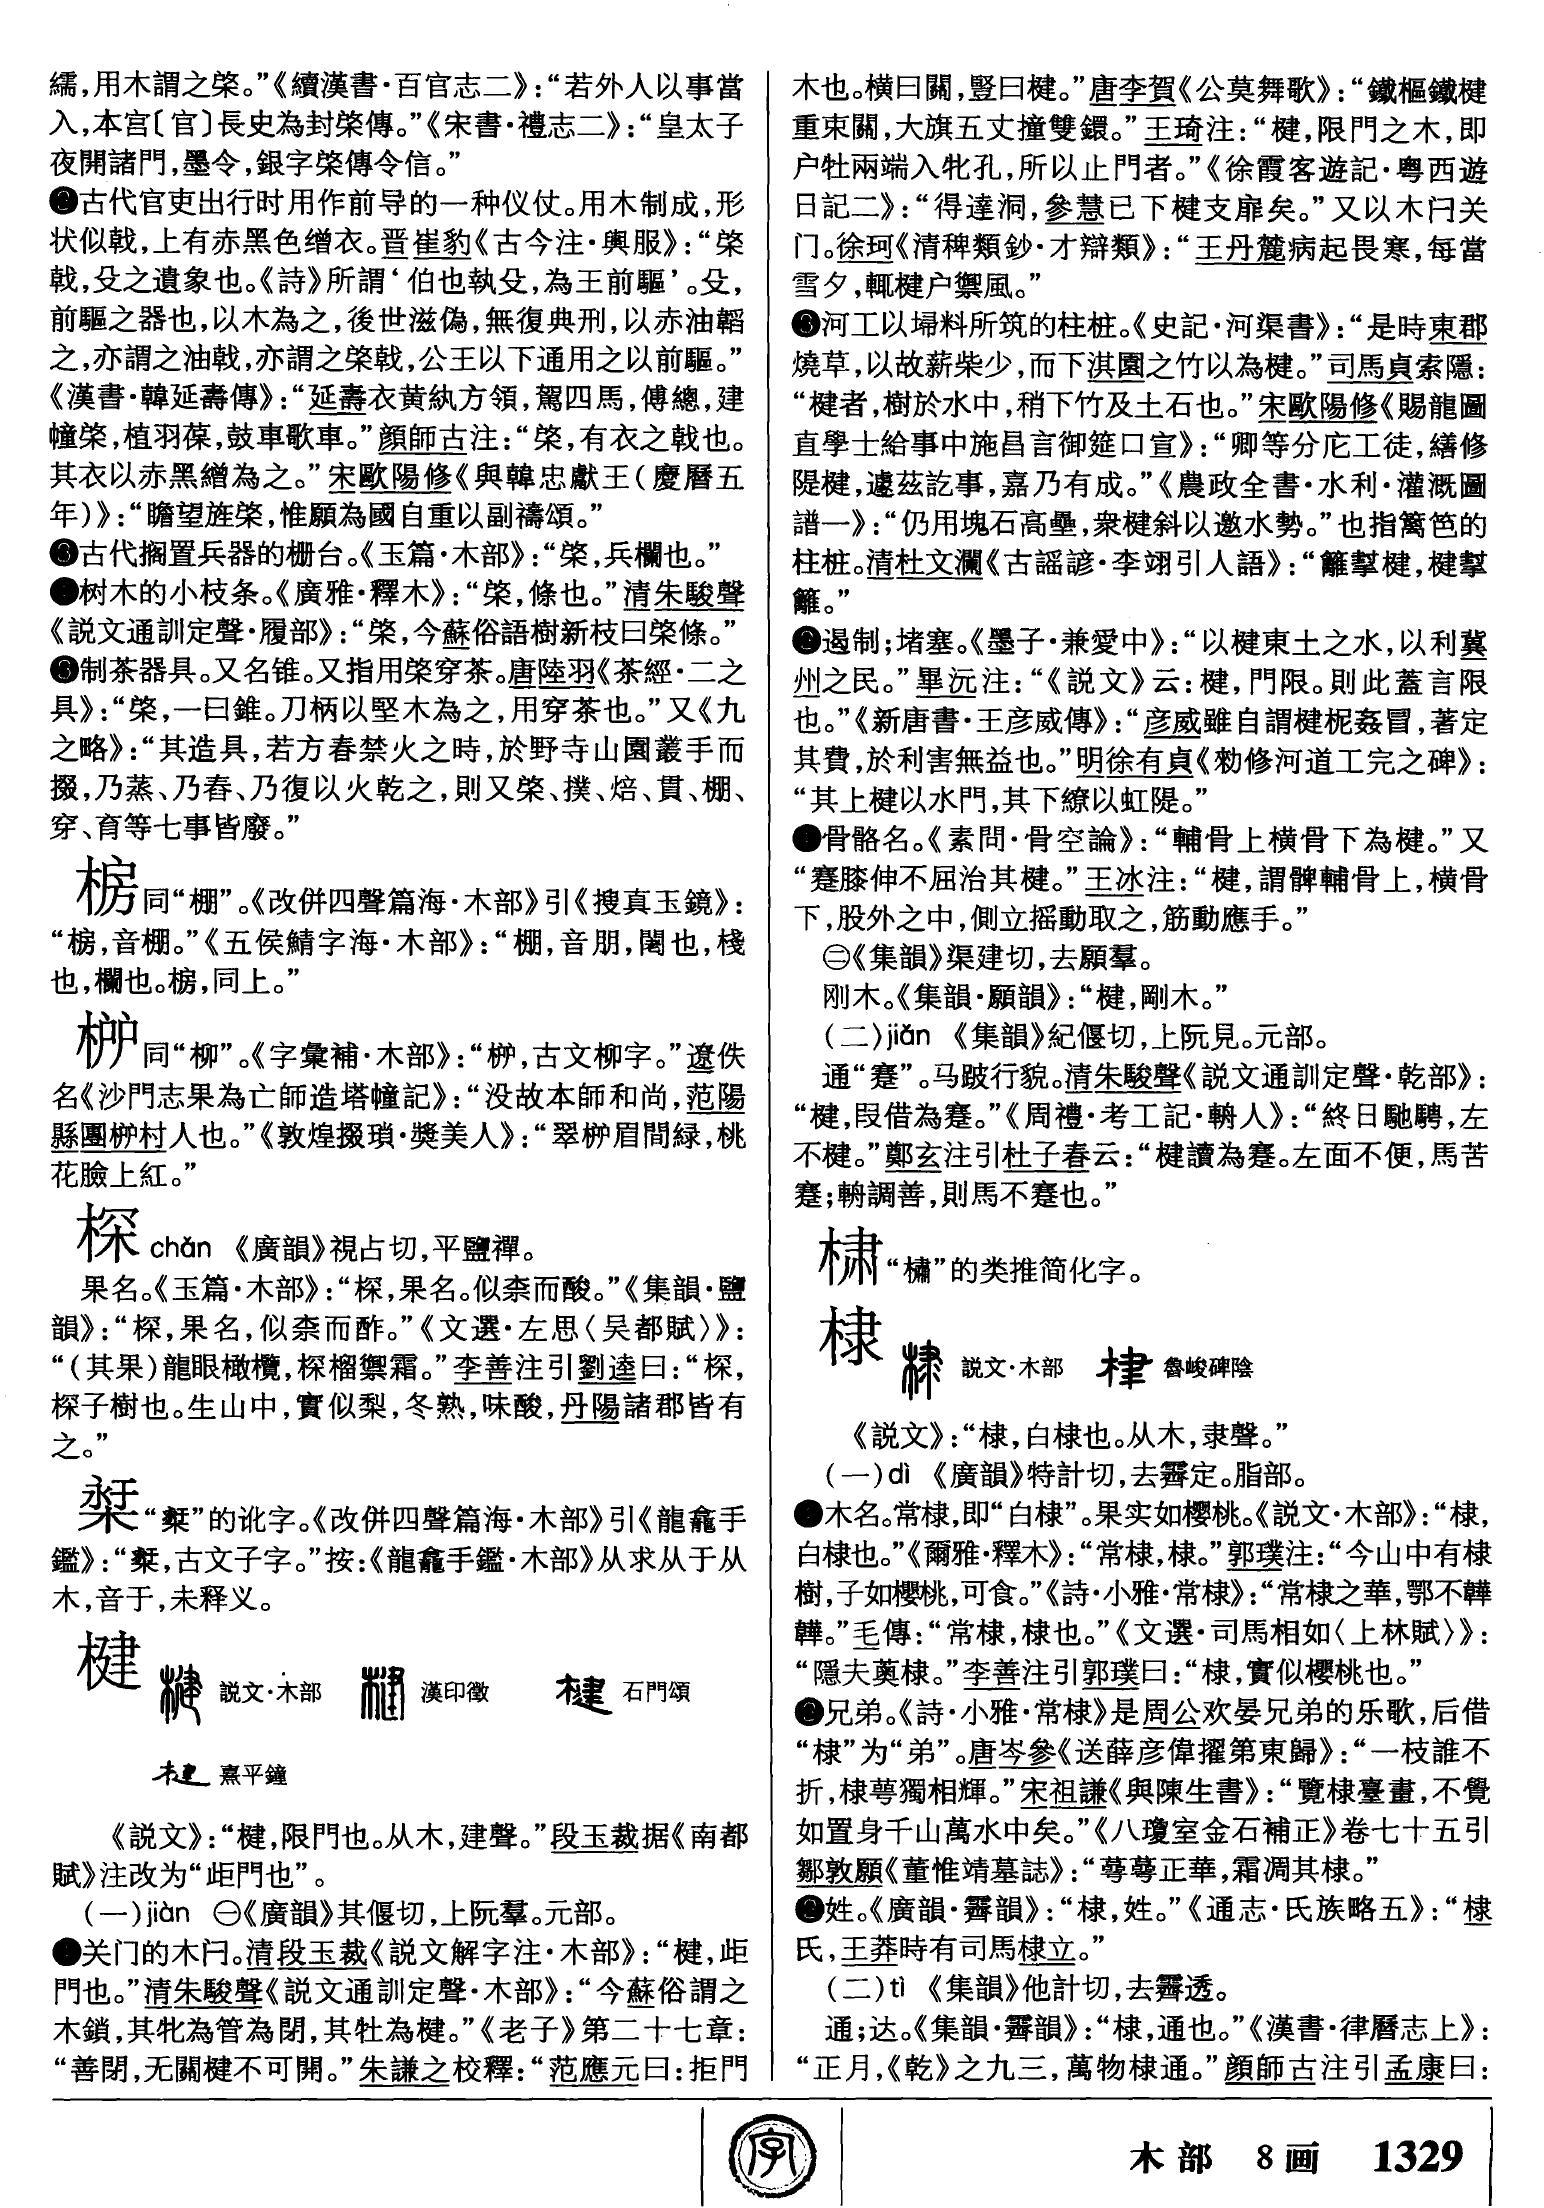 繻,用木謂之棨。”《續漢書·百官志二》:“若外人以事當
入,本宮〔官〕長史為封棨傳。”《宋書·禮志二》:“皇太子
夜開諸門,墨令,銀字棨傳令信。”
❷古代官吏出行时用作前导的一种仪仗。用木制成,形
状似戟,上有赤黑色缯衣。晋崔豹《古今注·輿服》:“棨
戟,殳之遺象也。《詩》所謂‘伯也執殳,為王前驅’。殳,
前驅之器也,以木為之,後世滋偽,無復典刑,以赤油韜
之,亦謂之油戟,亦謂之棨戟,公王以下通用之以前驅。”
《漢書·韓延壽傳》:“延壽衣黄紈方領,駕四馬,傅總,建
幢棨,植羽葆,鼓車歌車。”顔師古注:“棨,有衣之戟也。
其衣以赤黑繒為之。”宋歐陽修《與韓忠獻王(慶曆五
年)》:“瞻望旌棨,惟願為國自重以副禱頌。”
❸古代搁置兵器的栅台。《玉篇·木部》:“棨,兵欄也。”
树木的小枝条。《廣雅·釋木》:“棨,條也。”清朱駿聲
《説文通訓定聲·履部》:“棨,今蘇俗語樹新枝曰棨條。”
制茶器具。又名锥。又指用棨穿茶。唐陸羽《茶經·二之
具》:“棨,一曰錐。刀柄以堅木為之,用穿茶也。”又《九
之略》:“其造具,若方春禁火之時,於野寺山園叢手而
掇,乃蒸、乃舂、乃復以火乾之,則又棨、撲、焙、貫、棚、
穿、育等七事皆廢。”
㮄同“棚”。《改併四聲篇海·木部》引《搜真玉鏡》:
“㮄,音棚。”《五侯鯖字海·木部》:“棚,音朋,閣也,棧
也,欄也。㮄,同上。”
同“柳”。《字彙補·木部》:“,古文柳字。”遼佚
名《沙門志果為亡師造塔幢記》:“没故本師和尚,范陽
縣團村人也。”《敦煌掇瑣·獎美人》:“翠眉間緑,桃
花臉上紅。”
棎 chán 《廣韻》視占切,平鹽禪。
果名。《玉篇·木部》:“棎,果名。似柰而酸。”《集韻·鹽
韻》:“棎,果名,似柰而酢。”《文選·左思〈吴都賦〉》:
“(其果)龍眼橄欖,棎榴禦霜。”李善注引劉逵曰:“棎,
棎子樹也。生山中,實似梨,冬熟,味酸,丹陽諸郡皆有
之。”
“”的讹字。《改併四聲篇海·木部》引《龍龕手
鑑》:“,古文子字。”按:《龍龕手鑑·木部》从求从于从
木,音于,未释义。
楗 説文·木部 漢印徵 石門頌
熹平鐘
《説文》:“楗,限門也。从木,建聲。”段玉裁据《南都
賦》注改为“歫門也”。
(一)jiàn ㊀《廣韻》其偃切,上阮羣。元部。
❶关门的木闩。清段玉裁《説文解字注·木部》:“楗,歫
門也。”清朱駿聲《説文通訓定聲·木部》:“今蘇俗謂之
木鎖,其牝為管為閉,其牡為楗。”《老子》第二十七章:
“善閉,无關楗不可開。”朱謙之校釋:“范應元曰:拒門
木也。横曰關,豎曰楗。”唐李賀《公莫舞歌》:“鐵樞鐵楗
重束關,大旗五丈撞雙鐶。”王琦注:“楗,限門之木,即
户牡兩端入牝孔,所以止門者。”《徐霞客遊記·粤西遊
日記二》:“得達洞,參慧已下楗支扉矣。”又以木闩关
门。徐珂《清稗類鈔·才辯類》:“王丹麓病起畏寒,每當
雪夕,輒楗户禦風。”
河工以埽料所筑的柱桩。《史記·河渠書》:“是時東郡
燒草,以故薪柴少,而下淇園之竹以為楗。”司馬貞索隱:
“楗者,樹於水中,稍下竹及土石也。”宋歐陽修《賜龍圖
直學士給事中施昌言御筵口宣》:“卿等分庀工徒,繕修
隄楗,遽茲訖事,嘉乃有成。”《農政全書·水利·灌溉圖
譜一》:“仍用塊石高壘,衆楗斜以邀水勢。”也指篱笆的
柱桩。清杜文瀾《古謡諺·李翊引人語》:“籬掔楗,楗掔
籬。”
遏制;堵塞。《墨子·兼愛中》:“以楗東土之水,以利冀
州之民。”畢沅注:“《説文》云:楗,門限。則此蓋言限
也。”《新唐書·王彦威傳》:“彦威雖自謂楗柅姦冒,著定
其費,於利害無益也。”明徐有貞《勑修河道工完之碑》:
“其上楗以水門,其下繚以虹隄。”
骨骼名。《素問·骨空論》:“輔骨上横骨下為楗。”又
“蹇膝伸不屈治其楗。”王冰注:“楗,謂髀輔骨上,横骨
下,股外之中,側立摇動取之,筋動應手。”
㊁《集韻》渠建切,去願羣。
刚木。《集韻·願韻》:“楗,剛木。”
(二)jiǎn 《集韻》紀偃切,上阮見。元部。
通“蹇”。马跛行貌。清朱駿聲《説文通訓定聲·乾部》:
“楗,叚借為蹇。”《周禮·考工記·輈人》:“終日馳騁,左
不楗。”鄭玄注引杜子春云:“楗讀為蹇。左面不便,馬苦
蹇;輈調善,則馬不蹇也。”
“橚”的类推简化字。
棣 説文·木部 魯峻碑陰
《説文》:“棣,白棣也。从木,隶聲。”
(一)dì 《廣韻》特計切,去霽定。脂部。
❶木名。常棣,即“白棣”。果实如樱桃。《説文·木部》:“棣,
白棣也。”《爾雅·釋木》:“常棣,棣。”郭璞注:“今山中有棣
樹,子如櫻桃,可食。”《詩·小雅·常棣》:“常棣之華,鄂不韡
韡。”毛傳:“常棣,棣也。”《文選·司馬相如〈上林賦〉》:
“隱夫薁棣。”李善注引郭璞曰:“棣,實似櫻桃也。”
❷兄弟。《詩·小雅·常棣》是周公欢晏兄弟的乐歌,后借
“棣”为“弟”。唐岑參《送薛彦偉擢第東歸》:“一枝誰不
折,棣萼獨相輝。”宋祖謙《與陳生書》:“覽棣臺畫,不覺
如置身千山萬水中矣。”《八瓊室金石補正》卷七十五引
鄒敦願《董惟靖墓誌》:“蕚蕚正華,霜凋其棣。”
姓。《廣韻·霽韻》:“棣,姓。”《通志·氏族略五》:“棣
氏,王莽時有司馬棣立。”
(二)tì 《集韻》他計切,去霽透。
通;达。《集韻·霽韻》:“棣,通也。”《漢書·律曆志上》:
“正月,《乾》之九三,萬物棣通。”顔師古注引孟康曰:
字
木部 8画 1329